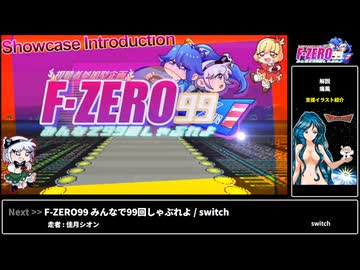 Showcase Introduction
視聴者参加型企画
F-ZERO99
みんなで99回しゃぶれよ
F-ZERO99
解説
痛風
支援イラスト紹介
Next >> F-ZERO99 みんなで99回しゃぶれよ / switch
走者 : 佳月シオン
switch